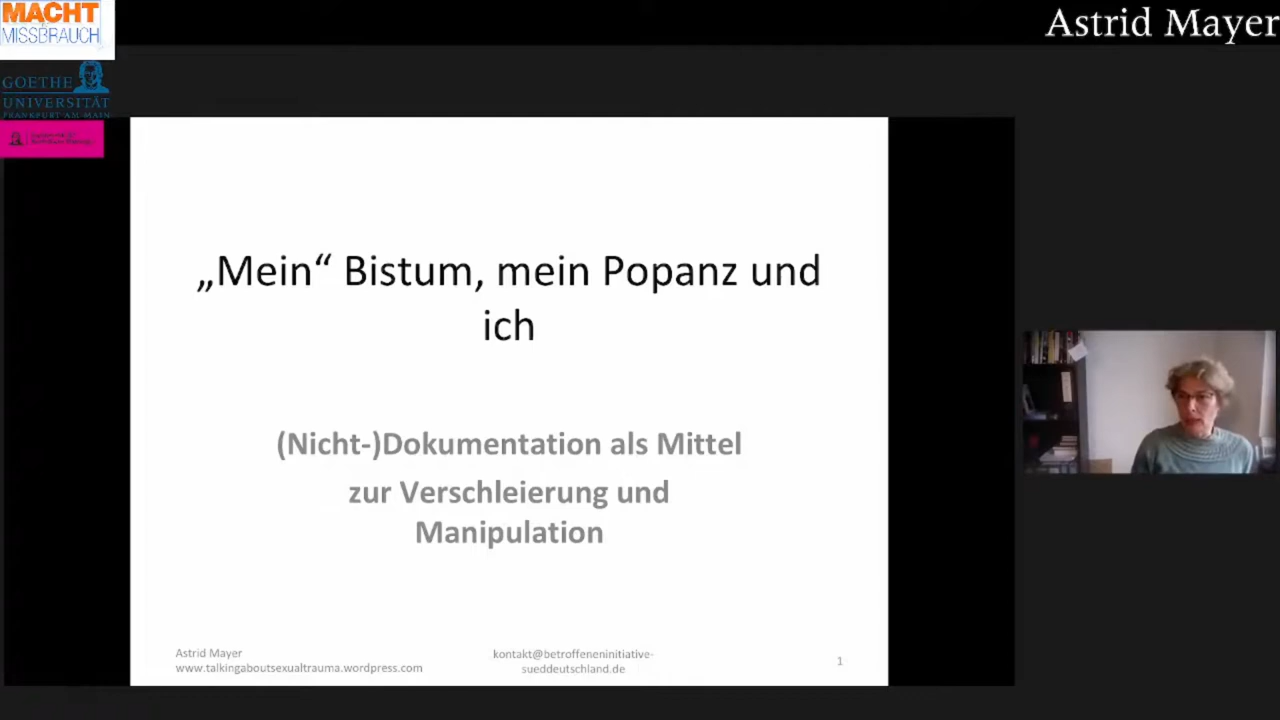 MACHT
MISSBRAUCH
Astrid Mayer
GOETHE
UNIVERSITÄT
FRANKFURT AM MAIN
„Mein“ Bistum, mein Popanz und
ich
(Nicht-)Dokumentation als Mittel
zur Verschleierung und
Manipulation
Astrid Mayer
www.talkingaboutsexualtrauma.wordpress.com
kontakt@betroffeneninitiative-
sueddeutschland.de
1